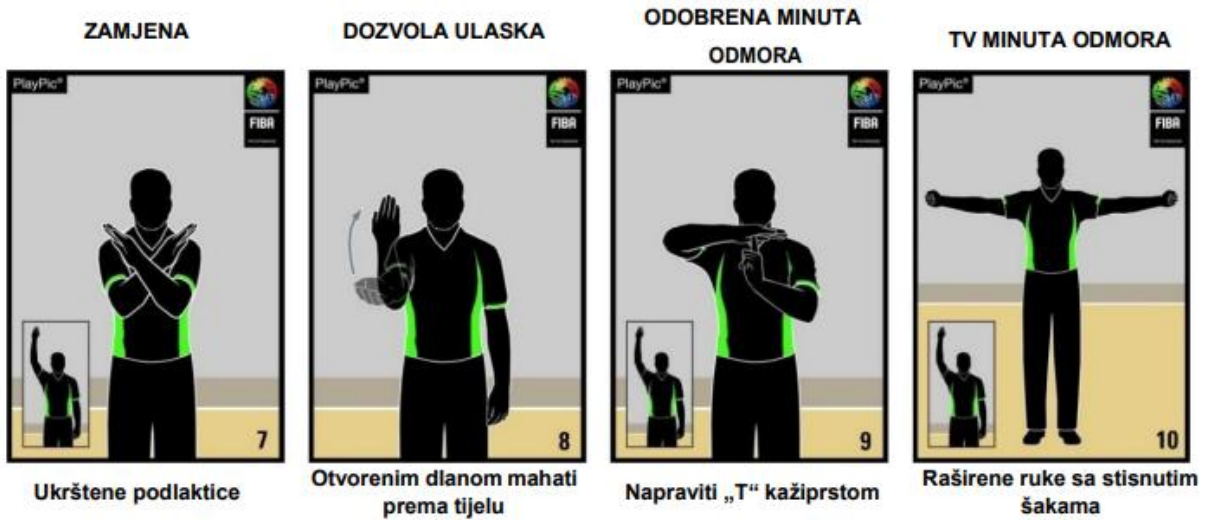 ZAMJENA
DOZVOLA ULASKA
ODOBRENA MINUTA
ODMORA
TV MINUTA ODMORA
PlayPic®
FIBA
7
PlayPic®
FIBA
8
PlayPic®
FIBA
9
PlayPic®
FIBA
10
Ukrštene podlaktice
Otvorenim dlanom mahati
prema tijelu
Napraviti „T“ kažiprstom
Raširene ruke sa stisnutim
šakama